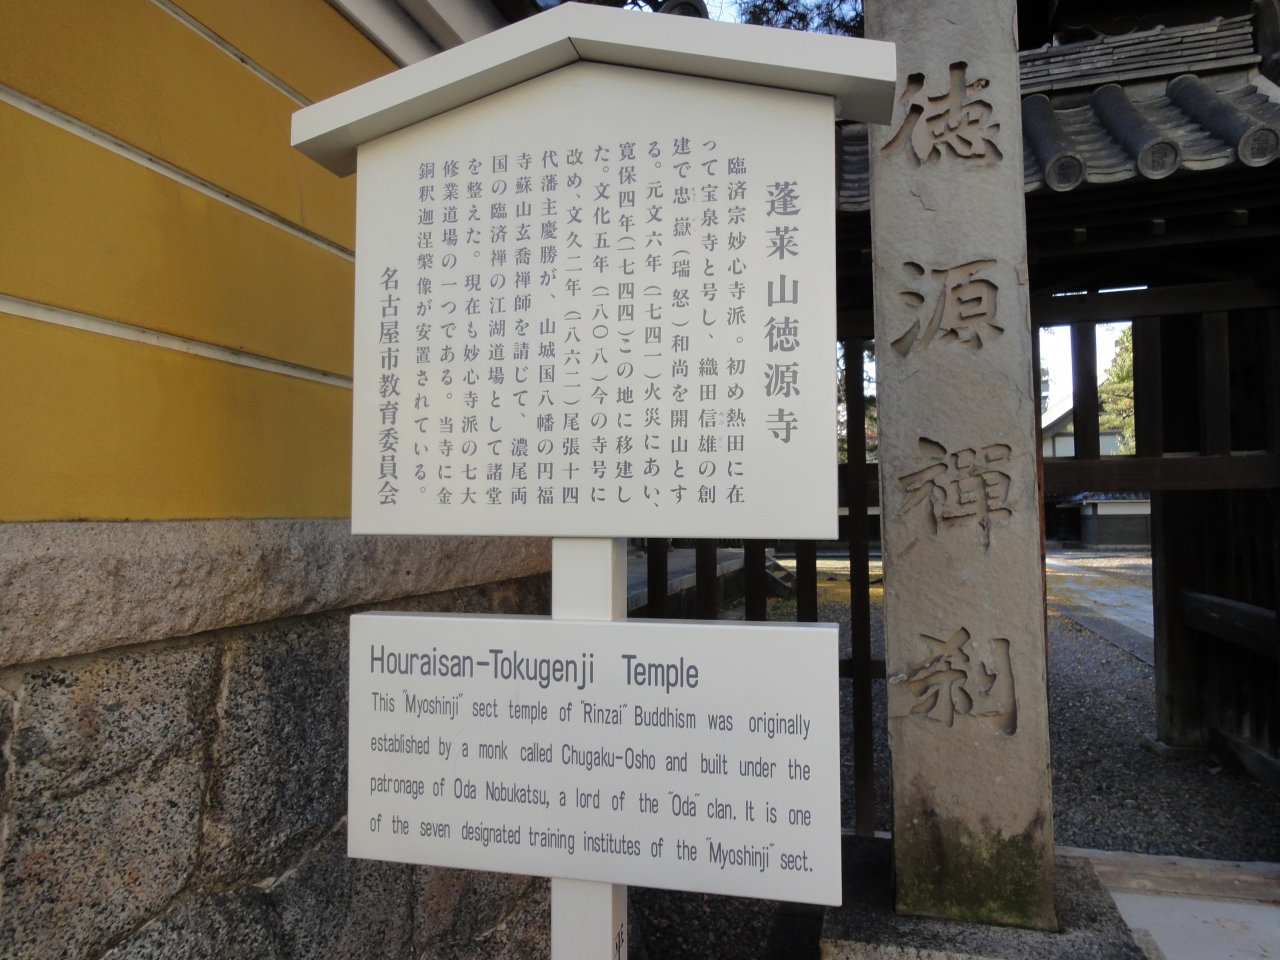 蓬莱山徳源寺
臨済宗妙心寺派。初め熱田に在
って宝泉寺と号し、織田信雄の創
建で忠嶽(瑞怒)和尚を開山とす
る。元文六年(一七四一)火災にあい、
寛保四年(一七四四)この地に移建し
た。文化五年(一八〇八)今の寺号に
改め、文久二年(一八六二)尾張十四
代藩主慶勝が、山城国八幡の円福
寺蘇山玄喬禅師を請じて、濃尾両
国の臨済禅の江湖道場として諸堂
を整えた。現在も妙心寺派の七大
修業道場の一つである。当寺に金
銅釈迦涅槃像が安置されている。
名古屋市教育委員会
Houraisan-Tokugenji Temple
This "Myoshinji" sect temple of "Rinzai" Buddhism was originally
established by a monk called Chugaku-Osho and built under the
patronage of Oda Nobukatsu, a lord of the "Oda" clan. It is one
of the seven designated training institutes of the "Myoshinji" sect.
徳源禪刹